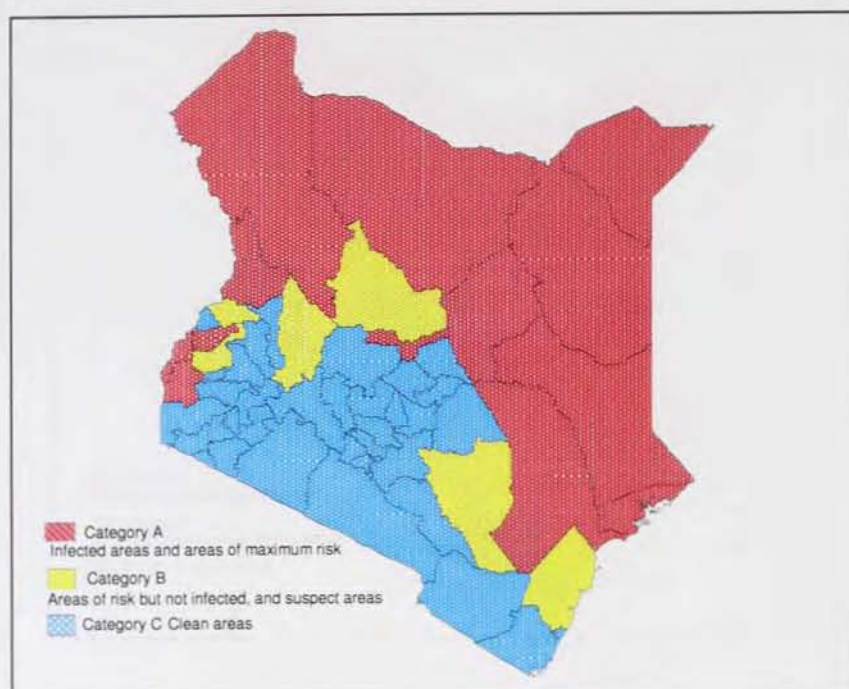 Category A
Infected areas and areas of maximum risk
Category B
Areas of risk but not infected, and suspect areas
Category C Clean areas